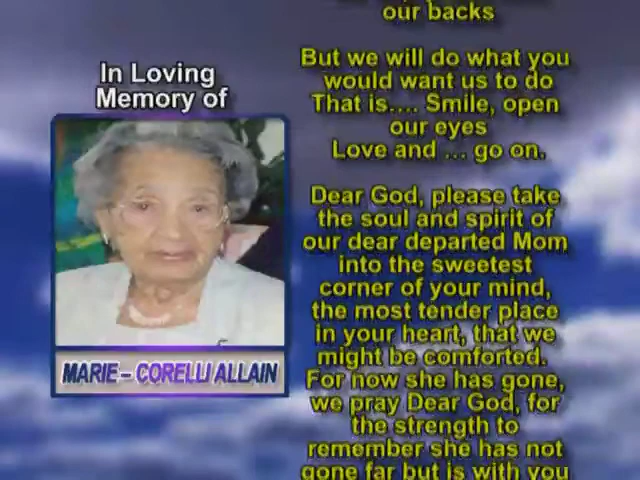 In Loving
Memory of
MARIE – CORELLI ALLAIN
our backs
But we will do what you
would want us to do
That is.... Smile, open
our eyes
Love and ... go on.
Dear God, please take
the soul and spirit of
our dear departed Mom
into the sweetest
corner of your mind,
the most tender place
in your heart, that we
might be comforted.
For now she has gone,
we pray Dear God, for
the strength to
remember she has not
gone far but is with you